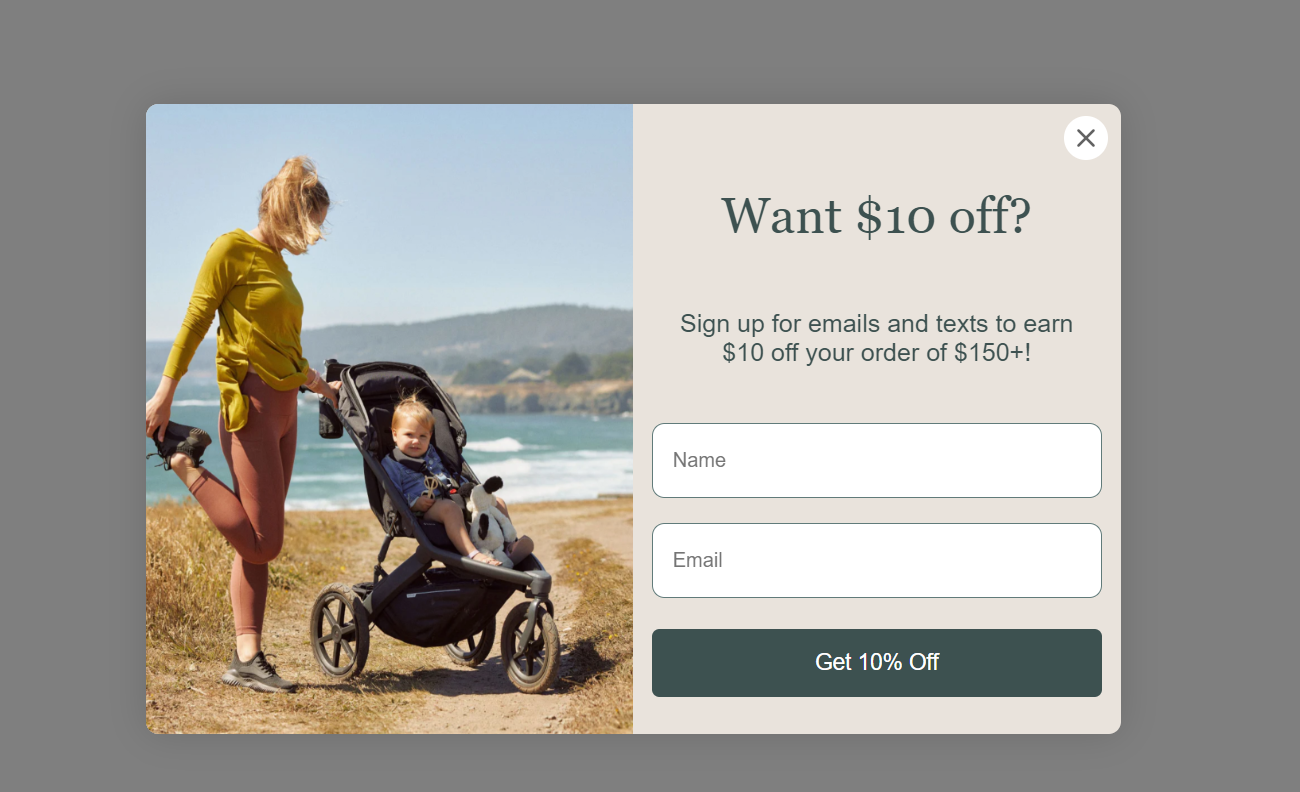 Want $10 off?
Sign up for emails and texts to earn
$10 off your order of $150+!
Name
Email
Get 10% Off